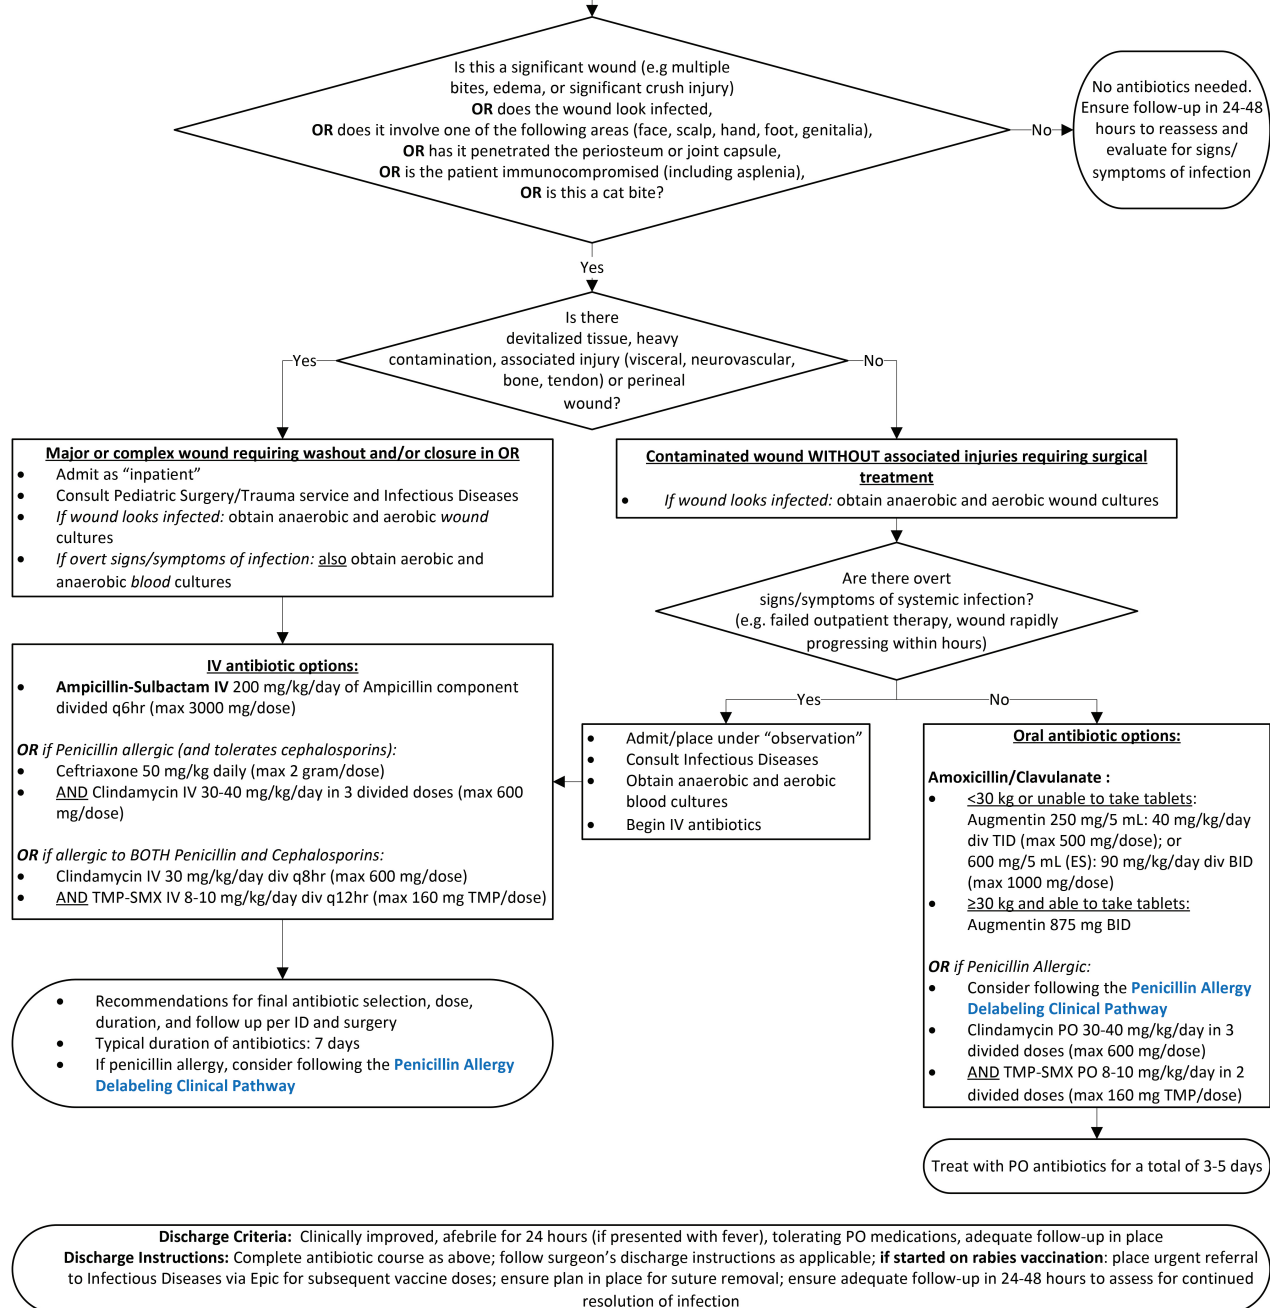 Is this a significant wound (e.g multiple
bites, edema, or significant crush injury)
OR does the wound look infected,
OR does it involve one of the following areas (face, scalp, hand, foot, genitalia),
OR has it penetrated the periosteum or joint capsule,
OR is the patient immunocompromised (including asplenia),
OR is this a cat bite?
No
No antibiotics needed.
Ensure follow-up in 24-48
hours to reassess and
evaluate for signs/
symptoms of infection
Yes
Is there
devitalized tissue, heavy
contamination, associated injury (visceral, neurovascular,
bone, tendon) or perineal
wound?
Yes
No
Major or complex wound requiring washout and/or closure in OR
• Admit as “inpatient”
• Consult Pediatric Surgery/Trauma service and Infectious Diseases
• If wound looks infected: obtain anaerobic and aerobic wound
cultures
• If overt signs/symptoms of infection: also obtain aerobic and
anaerobic blood cultures
Contaminated wound WITHOUT associated injuries requiring surgical
treatment
• If wound looks infected: obtain anaerobic and aerobic wound cultures
Are there overt
signs/symptoms of systemic infection?
(e.g. failed outpatient therapy, wound rapidly
progressing within hours)
Yes
No
IV antibiotic options:
• Ampicillin-Sulbactam IV 200 mg/kg/day of Ampicillin component
divided q6hr (max 3000 mg/dose)
OR if Penicillin allergic (and tolerates cephalosporins):
• Ceftriaxone 50 mg/kg daily (max 2 gram/dose)
• AND Clindamycin IV 30-40 mg/kg/day in 3 divided doses (max 600
mg/dose)
OR if allergic to BOTH Penicillin and Cephalosporins:
• Clindamycin IV 30 mg/kg/day div q8hr (max 600 mg/dose)
• AND TMP-SMX IV 8-10 mg/kg/day div q12hr (max 160 mg TMP/dose)
• Admit/place under “observation”
• Consult Infectious Diseases
• Obtain anaerobic and aerobic
blood cultures
• Begin IV antibiotics
Oral antibiotic options:
Amoxicillin/Clavulanate :
• <30 kg or unable to take tablets:
Augmentin 250 mg/5 mL: 40 mg/kg/day
div TID (max 500 mg/dose); or
600 mg/5 mL (ES): 90 mg/kg/day div BID
(max 1000 mg/dose)
• ≥30 kg and able to take tablets:
Augmentin 875 mg BID
OR if Penicillin Allergic:
• Consider following the Penicillin Allergy
Delabeling Clinical Pathway
• Clindamycin PO 30-40 mg/kg/day in 3
divided doses (max 600 mg/dose)
• AND TMP-SMX PO 8-10 mg/kg/day in 2
divided doses (max 160 mg TMP/dose)
• Recommendations for final antibiotic selection, dose,
duration, and follow up per ID and surgery
• Typical duration of antibiotics: 7 days
• If penicillin allergy, consider following the Penicillin Allergy
Delabeling Clinical Pathway
Treat with PO antibiotics for a total of 3-5 days
Discharge Criteria: Clinically improved, afebrile for 24 hours (if presented with fever), tolerating PO medications, adequate follow-up in place
Discharge Instructions: Complete antibiotic course as above; follow surgeon’s discharge instructions as applicable; if started on rabies vaccination: place urgent referral
to Infectious Diseases via Epic for subsequent vaccine doses; ensure plan in place for suture removal; ensure adequate follow-up in 24-48 hours to assess for continued
resolution of infection